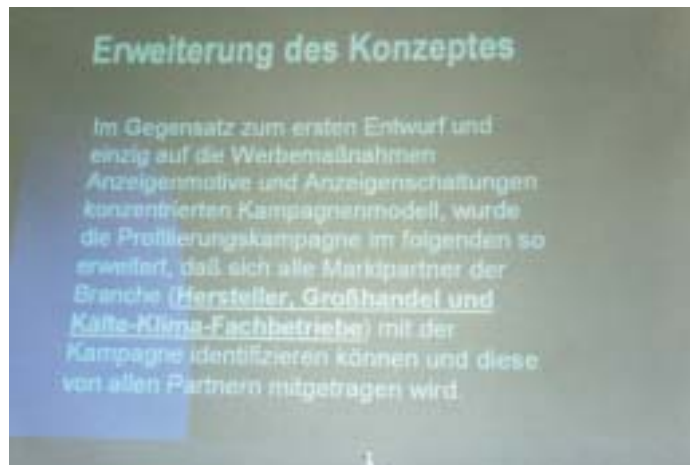 Erweiterung des Konzeptes
Im Gegensatz zum ersten Entwurf und
einzig auf die Werbemaßnahmen
Anzeigenmotive und Anzeigenschaltungen
konzentrierten Kampagnenmodell, wurde
die Profilierungskampagne im folgenden so
erweitert, daß sich alle Marktpartner der
Branche (Hersteller, Großhandel und
Kälte-Klima-Fachbetriebe) mit der
Kampagne identifizieren können und diese
von allen Partnern mitgetragen wird.